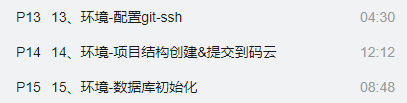 P13 13、环境-配置git-ssh 04:30
P14 14、环境-项目结构创建&提交到码云 12:12
P15 15、环境-数据库初始化 08:48